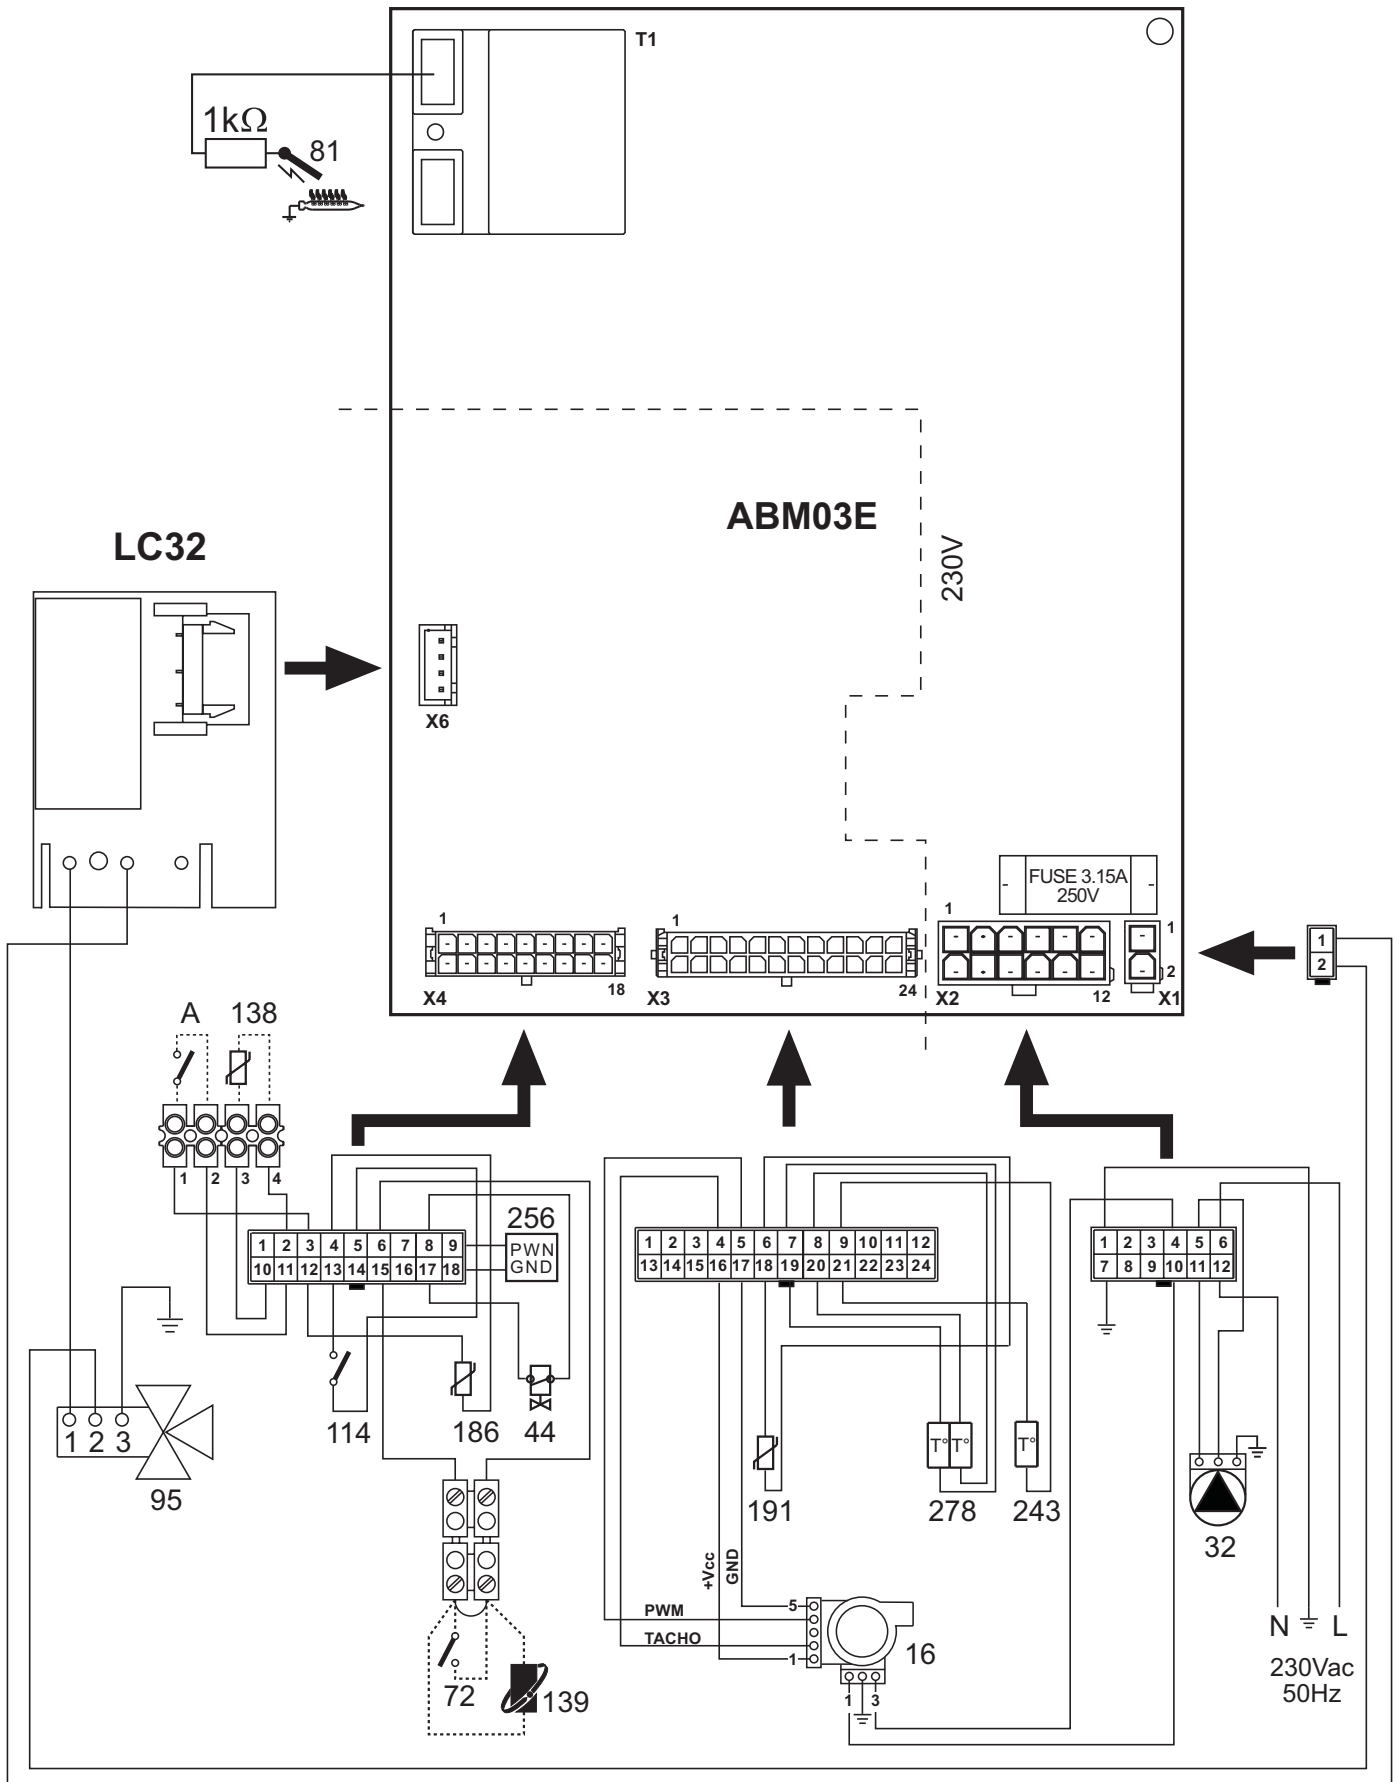 T1
1kΩ
81
ABM03E
230V
LC32
X6
FUSE 3.15A
250V
1
1
1
1
2
18
24
12
X4
X3
X2
X1
1
2
A
138
1 2 3 4
1 2 3 4 5 6 7 8 9
10 11 12 13 14 15 16 17 18
256
PWN
GND
1 2 3 4 5 6 7 8 9 10 11 12
13 14 15 16 17 18 19 20 21 22 23 24
1 2 3 4 5 6
7 8 9 10 11 12
114
186
44
1 2 3
95
T° T°
T°
191
278
243
32
+Vcc
GND
PWM
TACHO
5
1
16
1 3
72
139
N L
230Vac
50Hz